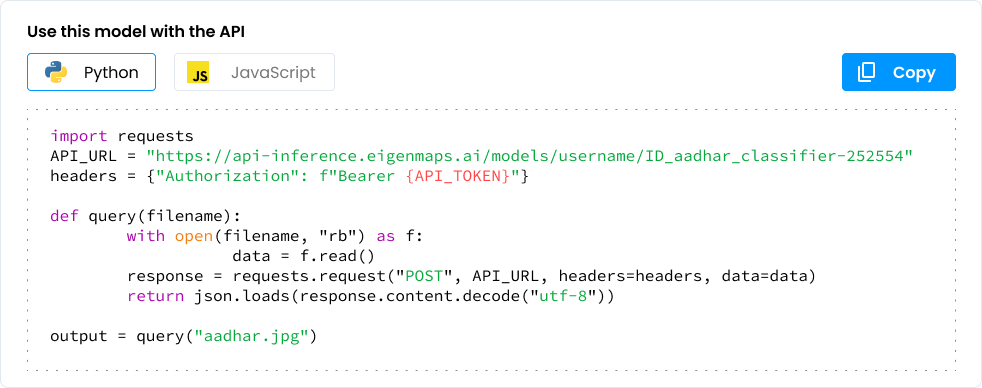 Use this model with the API
Python
JS
JavaScript
Copy
import requests
API_URL = "https://api-inference.eigenmaps.ai/models/username/ID_aadhar_classifier-252554"
headers = {"Authorization": f"Bearer {API_TOKEN}"}
def query(filename):
with open(filename, "rb") as f:
data = f.read()
response = requests.request("POST", API_URL, headers=headers, data=data)
return json.loads(response.content.decode("utf-8"))
output = query("aadhar.jpg")